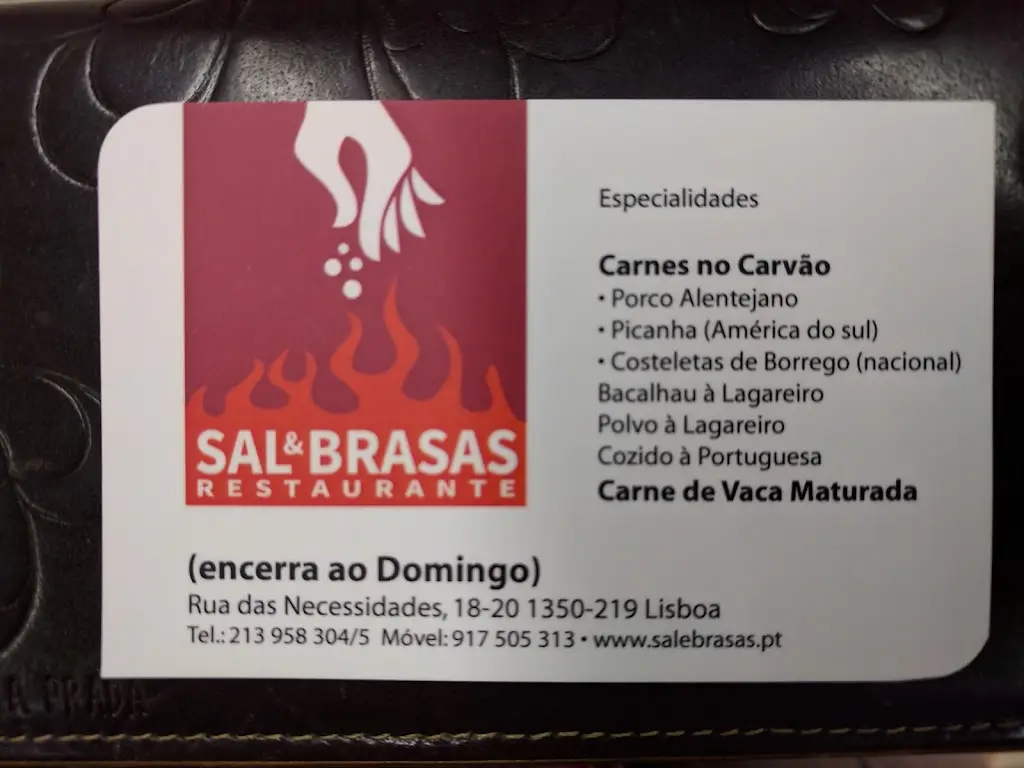 SAL&BRASAS
RESTAURANTE
Especialidades
Carnes no Carvão
• Porco Alentejano
• Picanha (América do sul)
• Costeletas de Borrego (nacional)
Bacalhau à Lagareiro
Polvo à Lagareiro
Cozido à Portuguesa
Carne de Vaca Maturada
(encerra ao Domingo)
Rua das Necessidades, 18-20 1350-219 Lisboa
Tel.: 213 958 304/5 Móvel: 917 505 313 • www.salebrasas.pt
A PRADA